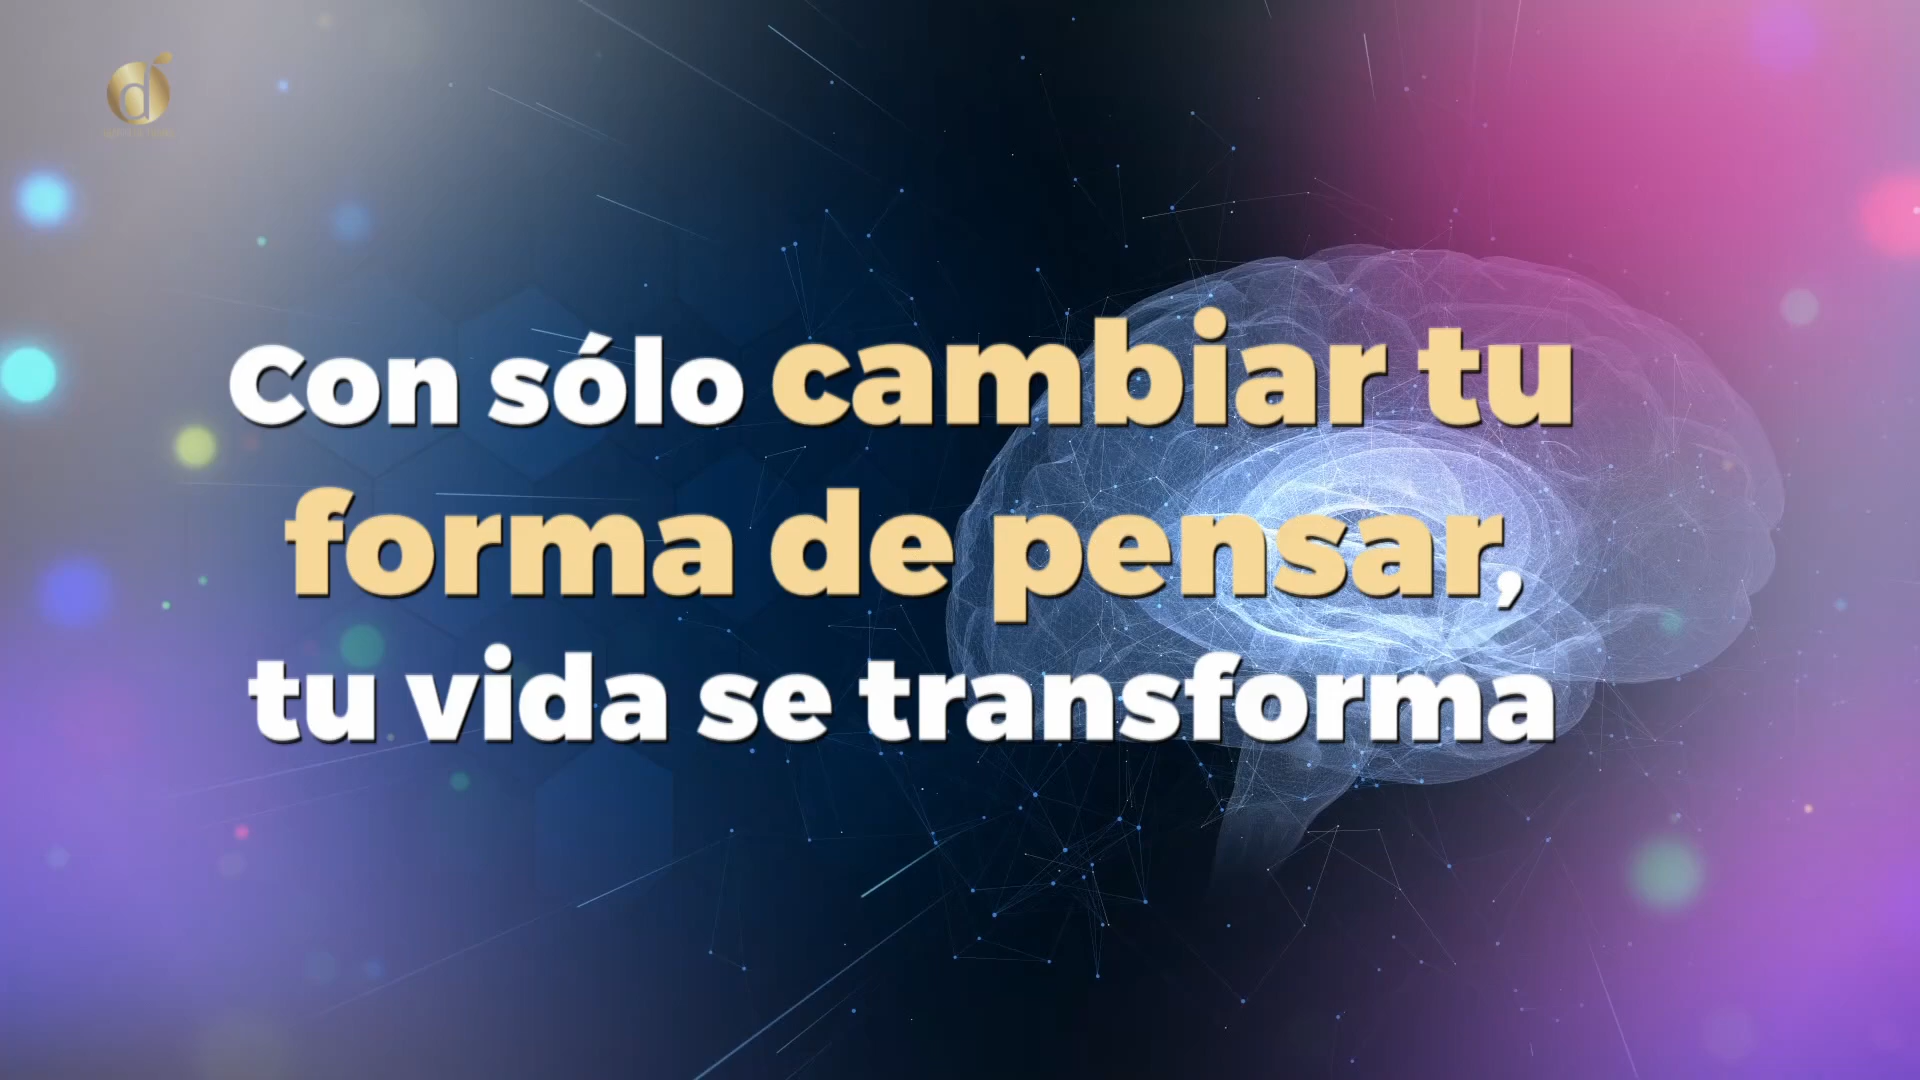 d
Con sólo cambiar tu
forma de pensar,
tu vida se transforma